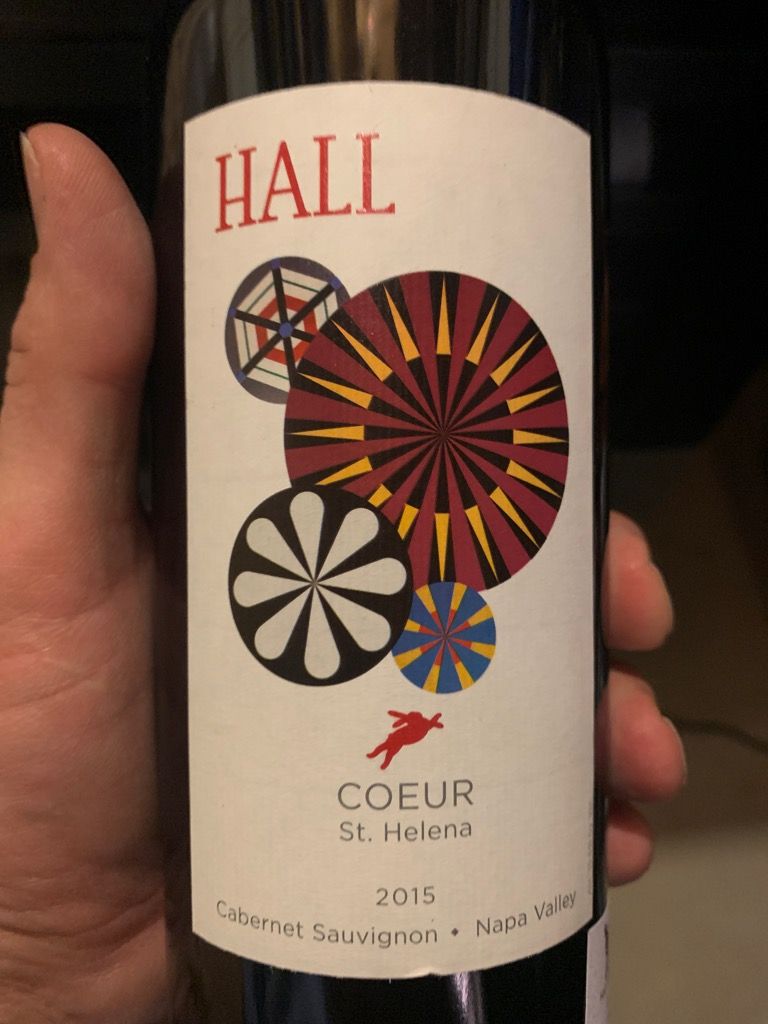 HALL
COEUR
St. Helena
2015
Cabernet Sauvignon • Napa Valley